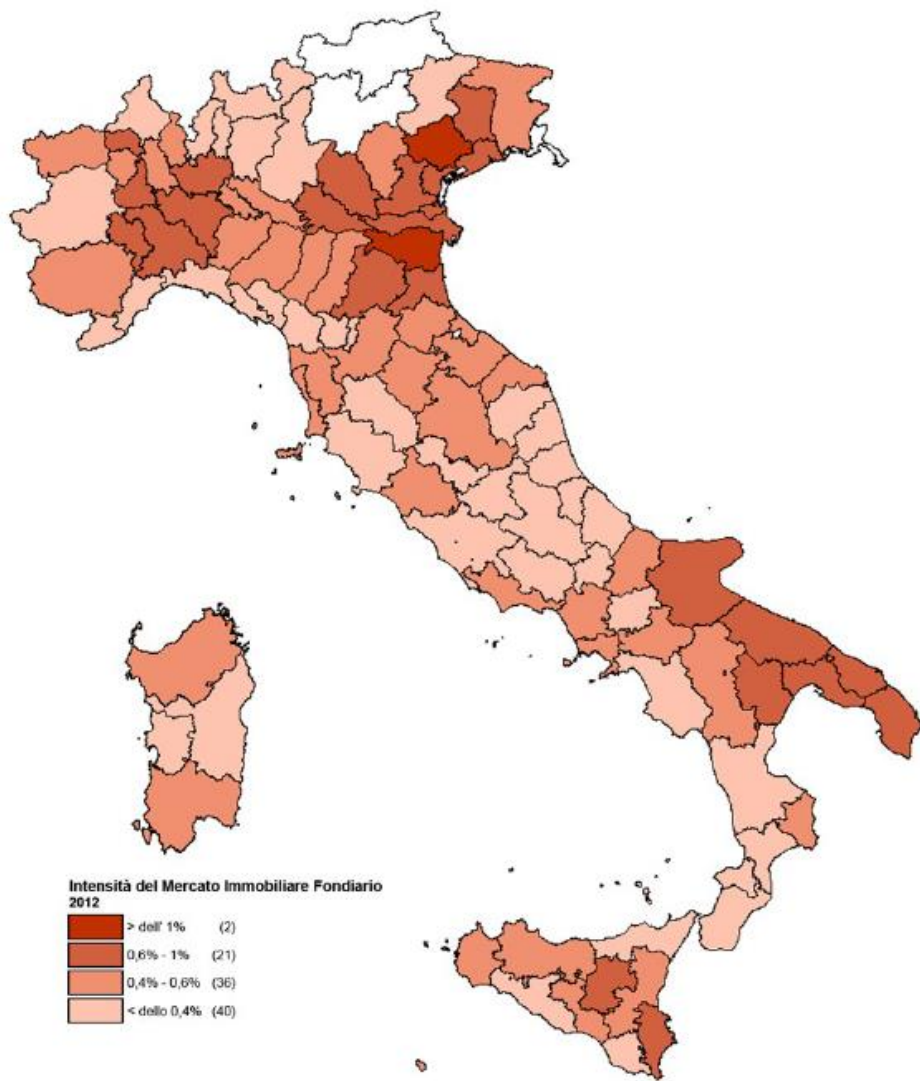 Intensità del Mercato Immobiliare Fondiario
2012
> dell' 1% (2)
0,6% - 1% (21)
0,4% - 0,6% (36)
< dello 0,4% (40)